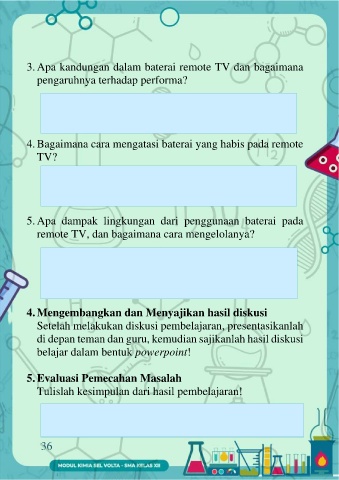 3. Apa kandungan dalam baterai remote TV dan bagaimana
pengaruhnya terhadap performa?
4. Bagaimana cara mengatasi baterai yang habis pada remote
TV?
5. Apa dampak lingkungan dari penggunaan baterai pada
remote TV, dan bagaimana cara mengelolanya?
4. Mengembangkan dan Menyajikan hasil diskusi
Setelah melakukan diskusi pembelajaran, presentasikanlah
di depan teman dan guru, kemudian sajikanlah hasil diskusi
belajar dalam bentuk powerpoint!
5. Evaluasi Pemecahan Masalah
Tulislah kesimpulan dari hasil pembelajaran!
36
MODUL KIMIA SEL VOLTA - SMA KELAS XII